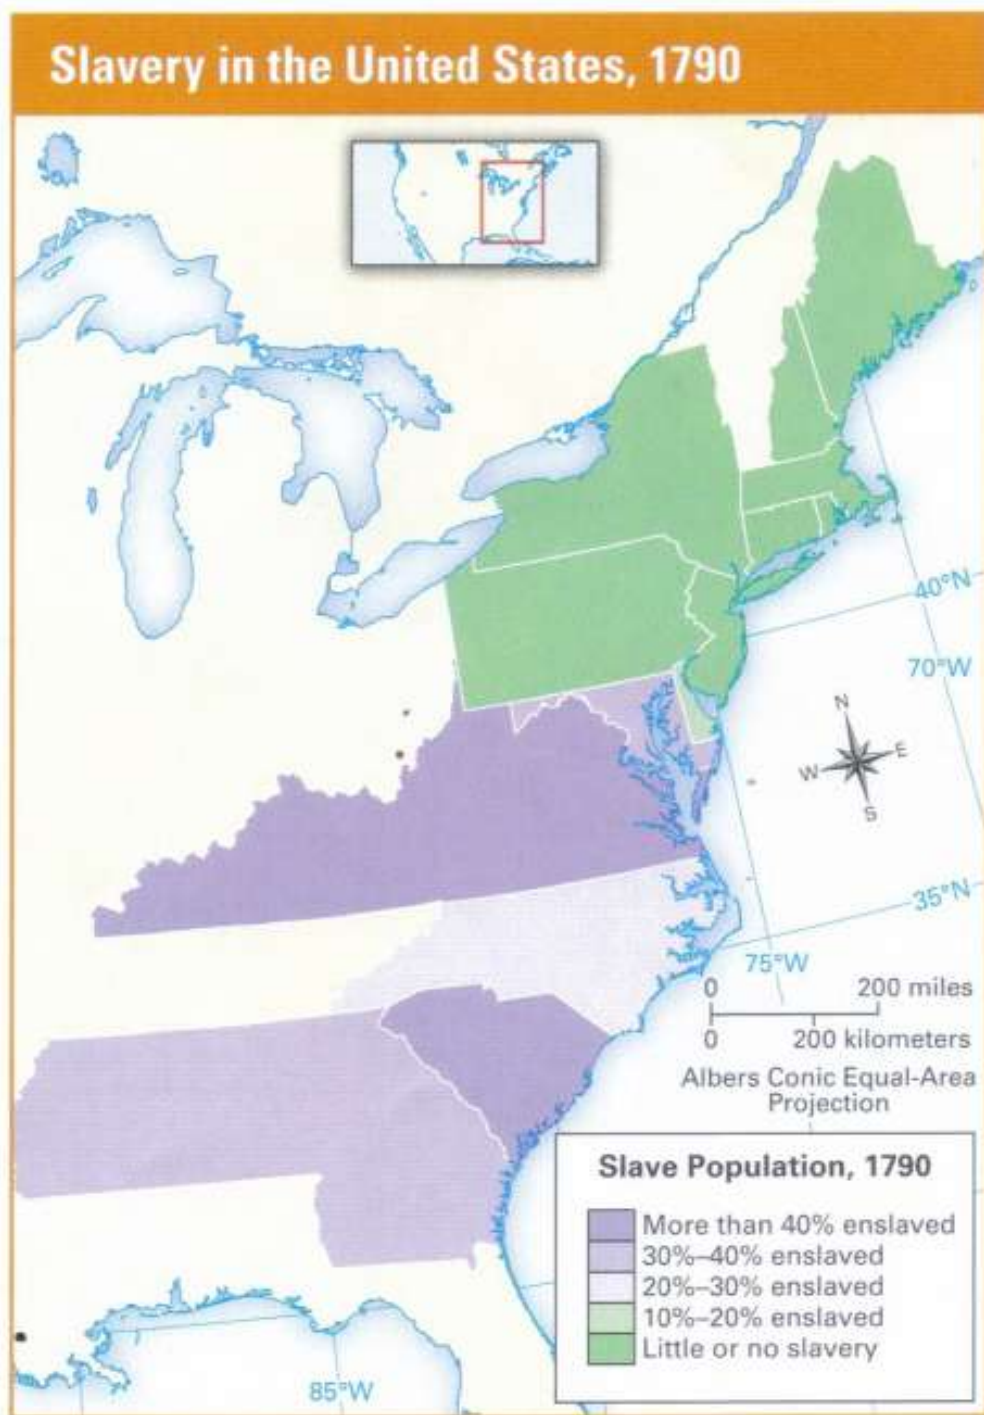 Slavery in the United States, 1790
40°N
70°W
N
W
E
S
35°N
75°W
0
200 miles
0
200 kilometers
Albers Conic Equal-Area
Projection
Slave Population, 1790
More than 40% enslaved
30%–40% enslaved
20%–30% enslaved
10%–20% enslaved
Little or no slavery
85°W